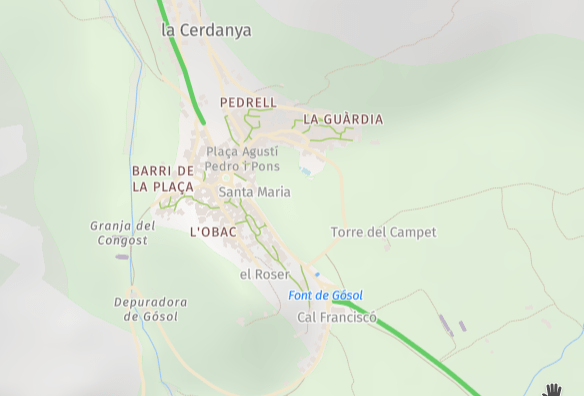 la Cerdanya
PEDRELL
LA GUÀRDIA
Plaça Agustí
Pedro i Pons
BARRI DE
LA PLAÇA
Santa Maria
Granja del
Congost
L'OBAC
Torre del Campet
el Roser
Font de Gósol
Depuradora
de Gósol
Cal Franciscó